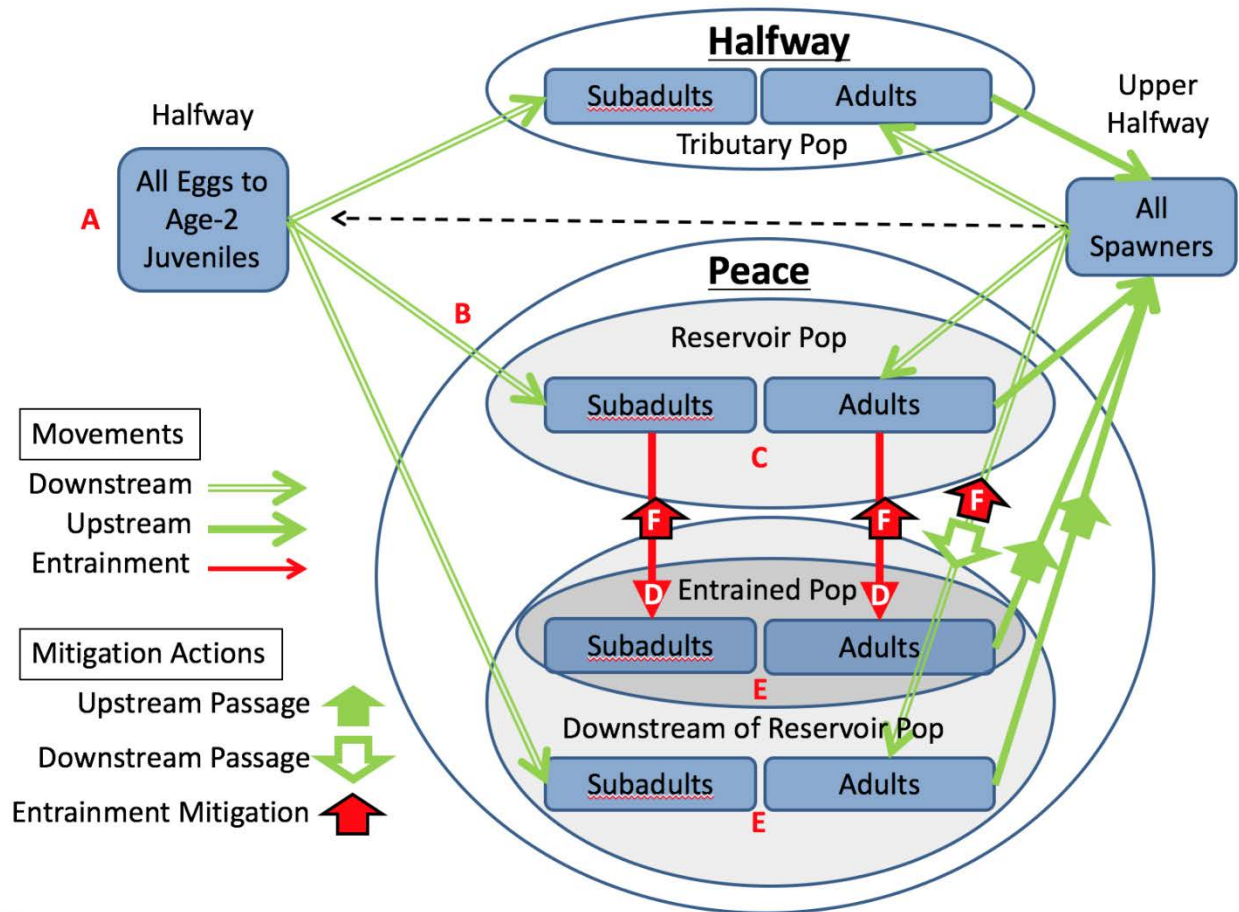 Halfway
Subadults
Adults
Tributary Pop
Upper
Halfway
Halfway
All Eggs to
Age-2
Juveniles
A
All
Spawners
Peace
B
Reservoir Pop
Subadults
Adults
C
Movements
Downstream
Upstream
Entrainment
F
F
F
D
D
Entrained Pop
Subadults
Adults
E
Downstream of Reservoir Pop
Subadults
Adults
E
Mitigation Actions
Upstream Passage
Downstream Passage
Entrainment Mitigation